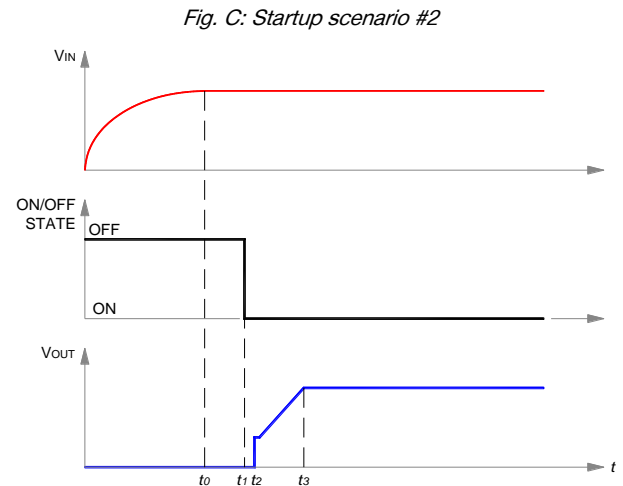 Fig. C: Startup scenario #2
VIN
ON/OFF
STATE
OFF
ON
VOUT
t0 t1 t2 t3 t